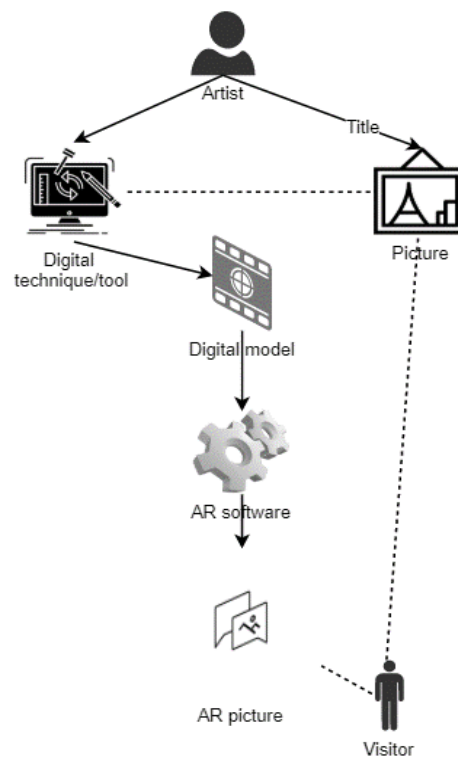 Artist
Title
Digital
technique/tool
Picture
Digital model
AR software
AR picture
Visitor